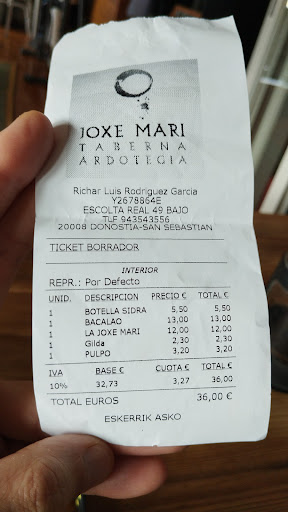 JOXE MARI
TABERNA
ARDOTEGIA
Richar Luis Rodriguez Garcia
Y2678864E
ESCOLTA REAL 49 BAJO
TLF 943543556
20008 DONOSTIA-SAN SEBASTIAN
TICKET BORRADOR
INTERIOR
REPR.: Por Defecto
UNID. DESCRIPCION PRECIO € TOTAL €
1 BOTELLA SIDRA 5,50 5,50
1 BACALAO 13,00 13,00
1 LA JOXE MARI 12,00 12,00
1 Gilda 2,30 2,30
1 PULPO 3,20 3,20
IVA BASE € CUOTA € TOTAL €
10% 32,73 3,27 36,00
TOTAL EUROS 36,00 €
ESKERRIK ASKO